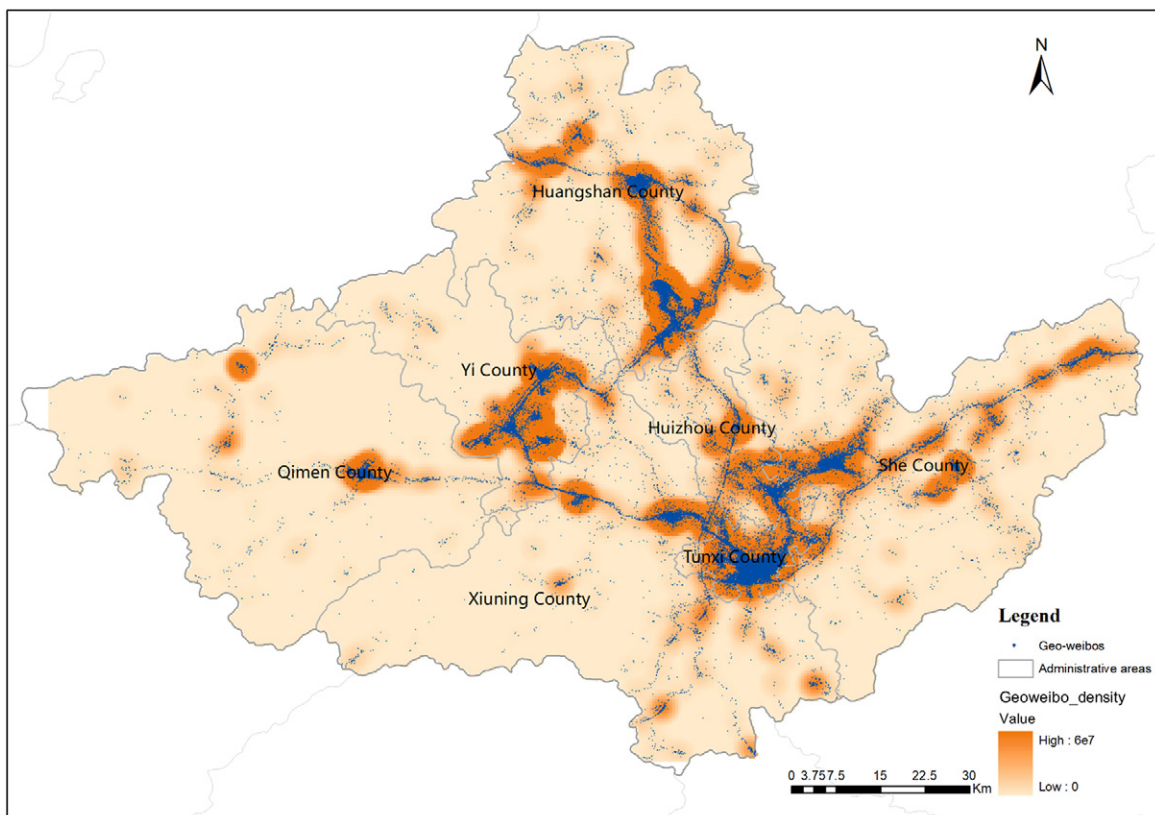 N
Huangshan County
Yi County
Huizhou County
She County
Qimen County
Tunxi County
Xiuning County
Legend
Geo-weibos
Administrative areas
Geoweibo_density
Value
High : 6e7
Low : 0
0 3.757.5 15 22.5 30
Km